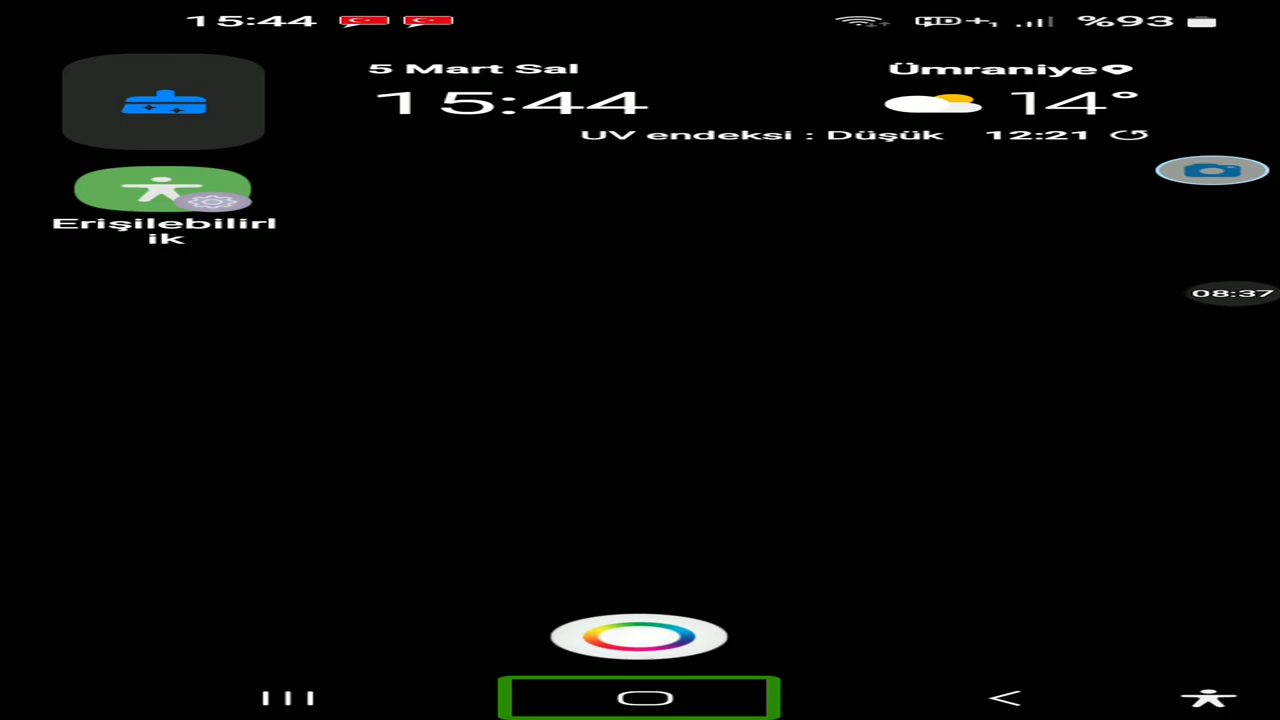 15:44 HD+ %93
5 Mart Sal
15:44
Ümraniye
14°
UV endeksi : Düşük 12:21
Erişilebilirl
ik
08:37